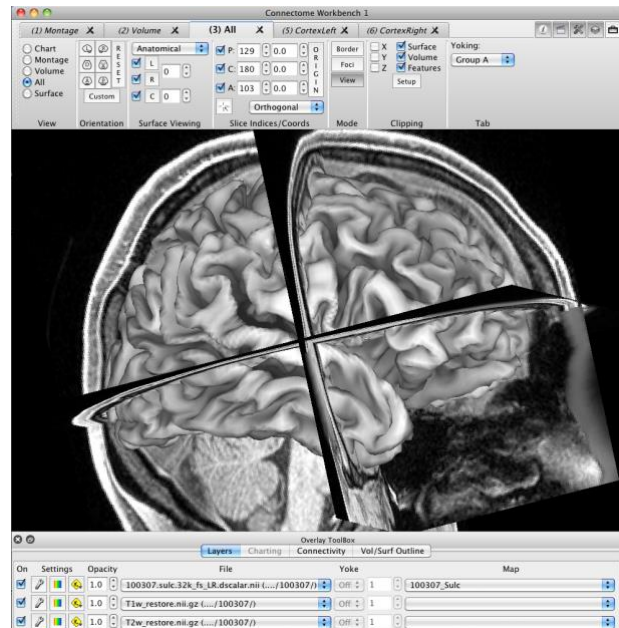 Connectome Workbench 1
(1) Montage X (2) Volume X (3) All X (5) CortexLeft X (6) CortexRight X
Chart
Montage
Volume
All
Surface
View
RESET
Custom
Orientation
Anatomical
L
R 0
C 0
Surface Viewing
P: 129 0.0
C: 180 0.0
A: 103 0.0
ORIGIN
Orthogonal
Slice Indices/Coords
Border
Foci
View
Mode
X Surface
Y Volume
Z Features
Setup
Clipping
Yoking:
Group A
Tab
Overlay ToolBox
Layers Charting Connectivity Vol/Surf Outline
On Settings Opacity File Yoke Map
1.0 100307.sulc.32k_fs_LR.dscalar.nii (..../100307/) Off 1 100307_Sulc
1.0 T1w_restore.nii.gz (..../100307/) Off 1
1.0 T2w_restore.nii.gz (..../100307/) Off 1